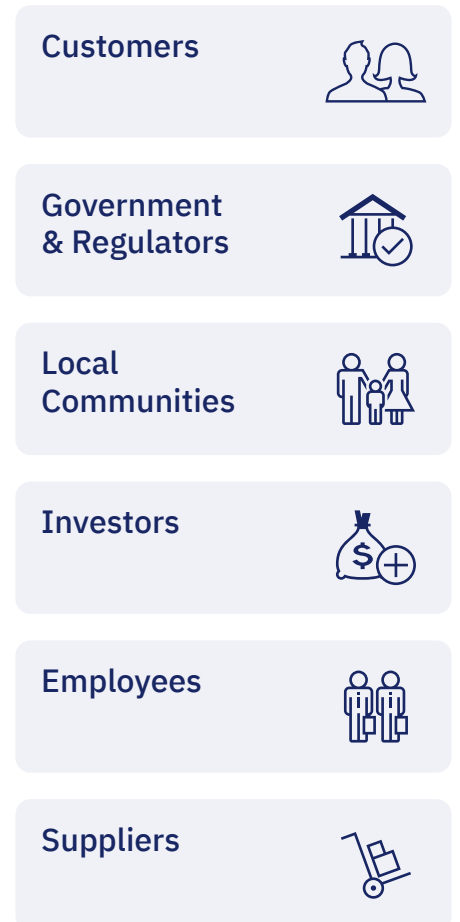 Customers
Government
& Regulators
Local
Communities
Investors
$
Employees
Suppliers